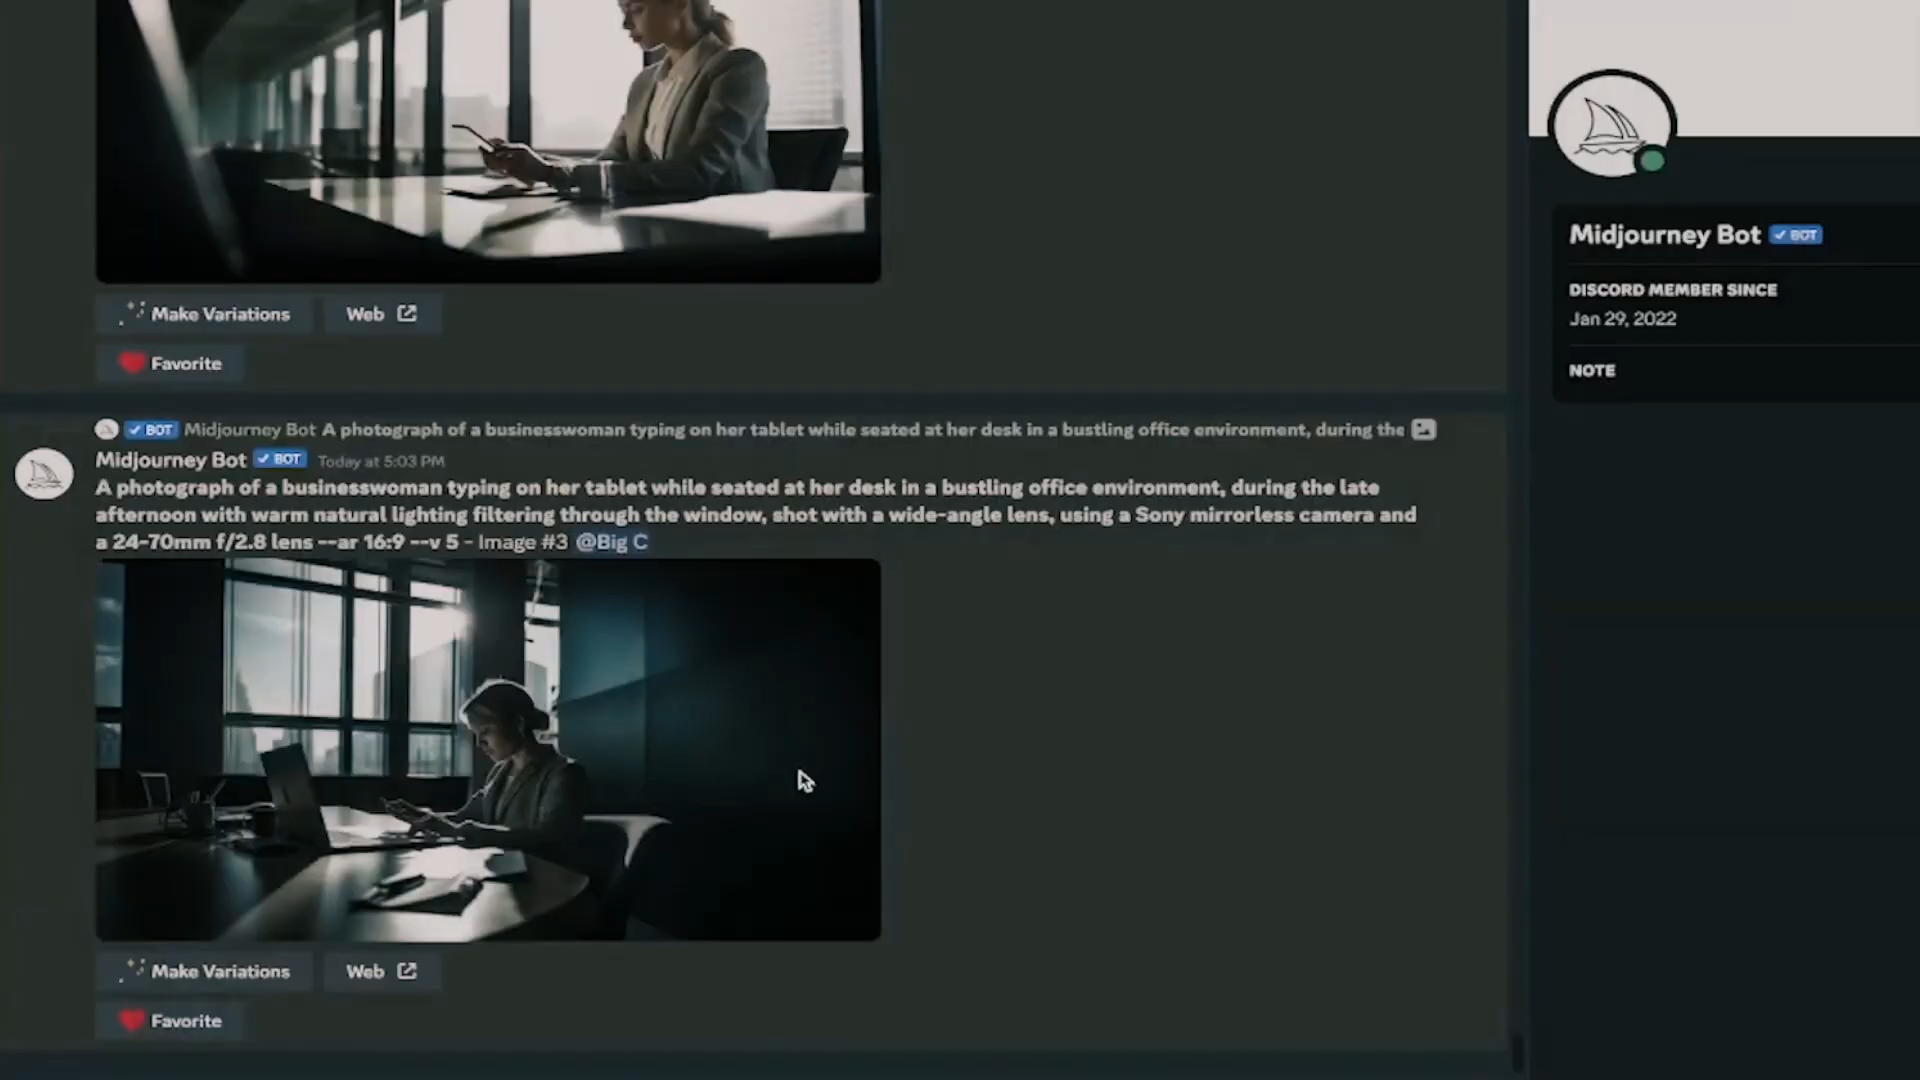 Make Variations Web
Favorite
BOT Midjourney Bot A photograph of a businesswoman typing on her tablet while seated at her desk in a bustling office environment, during the
Midjourney Bot BOT Today at 5:03 PM
A photograph of a businesswoman typing on her tablet while seated at her desk in a bustling office environment, during the late
afternoon with warm natural lighting filtering through the window, shot with a wide-angle lens, using a Sony mirrorless camera and
a 24-70mm f/2.8 lens --ar 16:9 --v 5 - Image #3 @Big C
Make Variations Web
Favorite
Midjourney Bot BOT
DISCORD MEMBER SINCE
Jan 29, 2022
NOTE